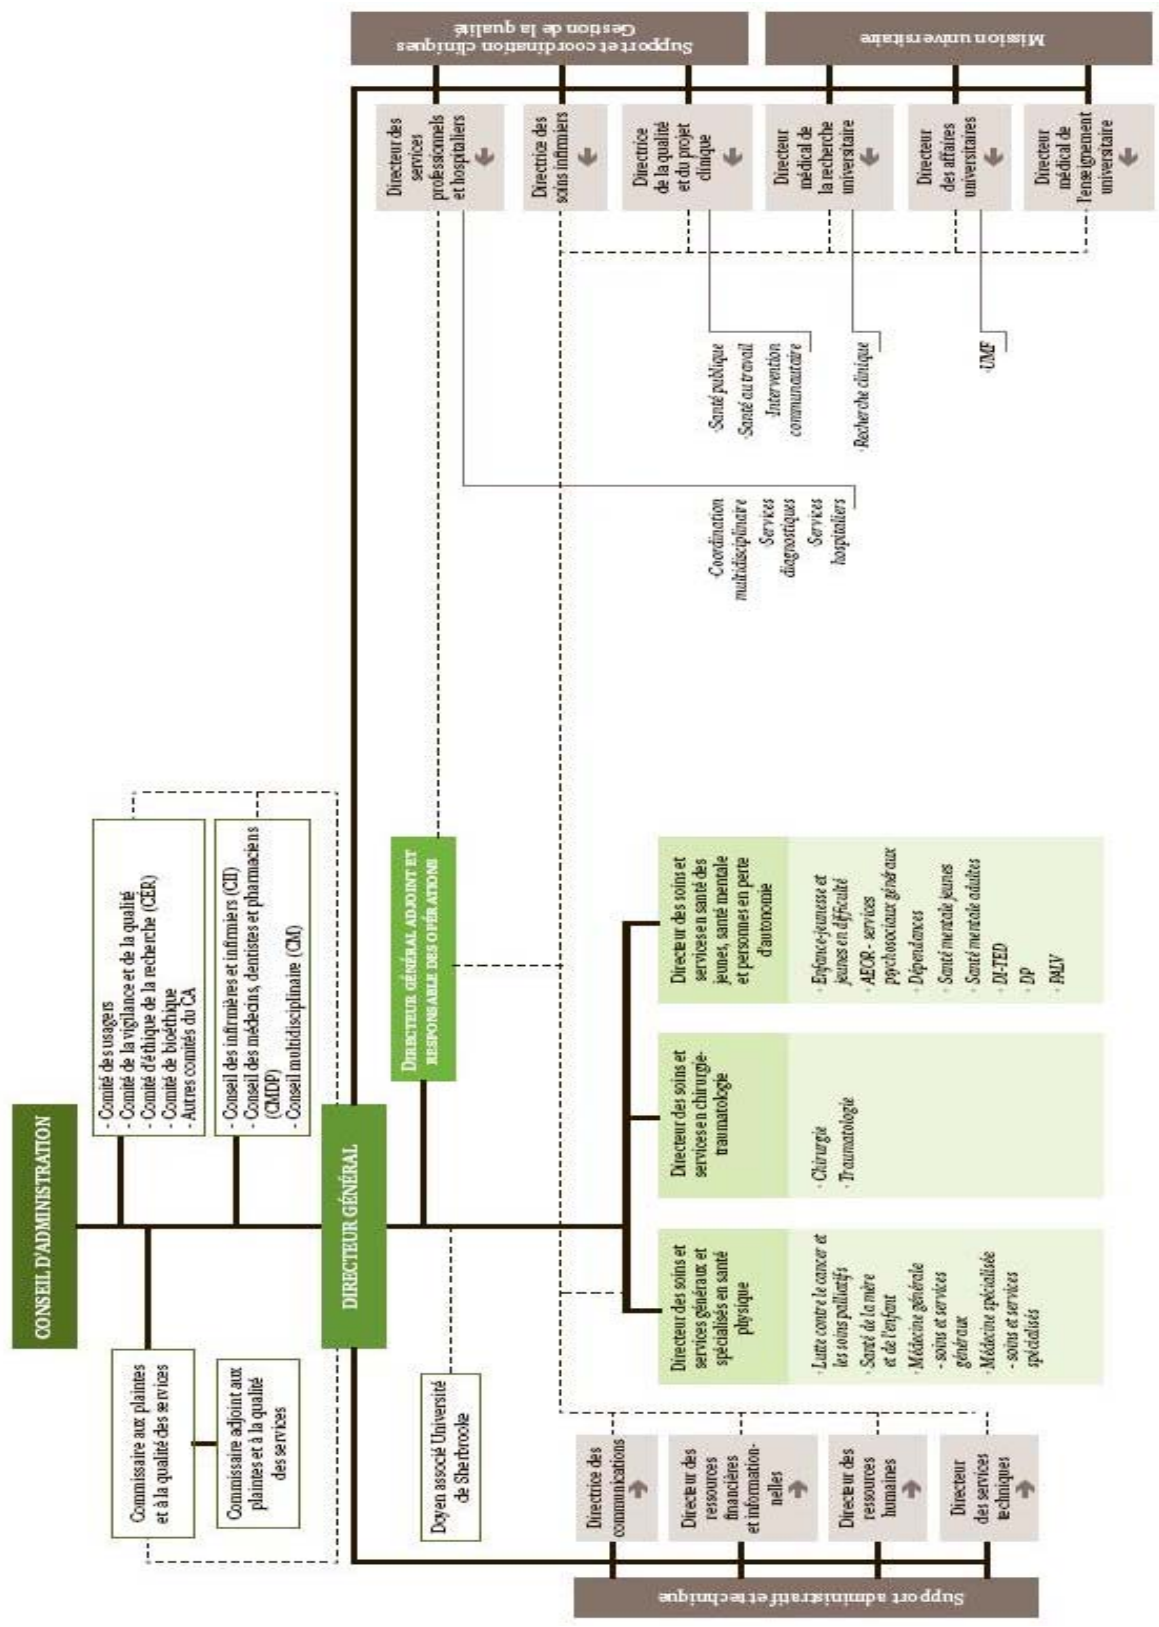 CONSEIL D'ADMINISTRATION
Commissaire aux plaintes
et à la qualité des services
Commissaire adjoint aux
plaintes et à la qualité
des services
- Comité des usagers
- Comité de la vigilance et de la qualité
- Comité d'éthique de la recherche (CÉR)
- Comité de bioéthique
- Autres comités du CA
- Conseil des infirmières et infirmiers (CII)
- Conseil des médecins, dentistes et pharmaciens
(CMDP)
- Conseil multidisciplinaire (CM)
DIRECTEUR GÉNÉRAL
Doyen associé Université
de Sherbrooke
DIRECTEUR GÉNÉRAL ADJOINT ET
RESPONSABLE DES OPÉRATIONS
Support administratif et technique
Directrice des
communications
Directeur des
ressources
financières
et information-
nelles
Directeur des
ressources
humaines
Directeur
des services
techniques
Directeur des soins et
services généraux et
spécialisés en santé
physique
· Lutte contre le cancer et
les soins palliatifs
· Santé de la mère
et de l'enfant
· Médecine générale
- soins et services
généraux
· Médecine spécialisée
- soins et services
spécialisés
Directeur des soins et
services en chirurgie-
traumatologie
· Chirurgie
· Traumatologie
Directeur des soins et
services en santé des
jeunes, santé mentale
et personnes en perte
d'autonomie
· Enfance-jeunesse et
jeunes en difficulté
· AEOR - services
psychosociaux généraux
· Dépendances
· Santé mentale jeunes
· Santé mentale adultes
· DI-TED
· DP
· PALV
·Coordination
multidisciplinaire
·Services
diagnostiques
·Services
hospitaliers
·Santé publique
·Santé au travail
·Intervention
communautaire
·Recherche clinique
·UMF
Directeur des
services
professionnels
et hospitaliers
Directrice des
soins infirmiers
Directrice
de la qualité
et du projet
clinique
Directeur
médical de
la recherche
universitaire
Directeur
des affaires
universitaires
Directeur
médical de
l'enseignement
universitaire
Support et coordination cliniques
Gestion de la qualité
Mission universitaire